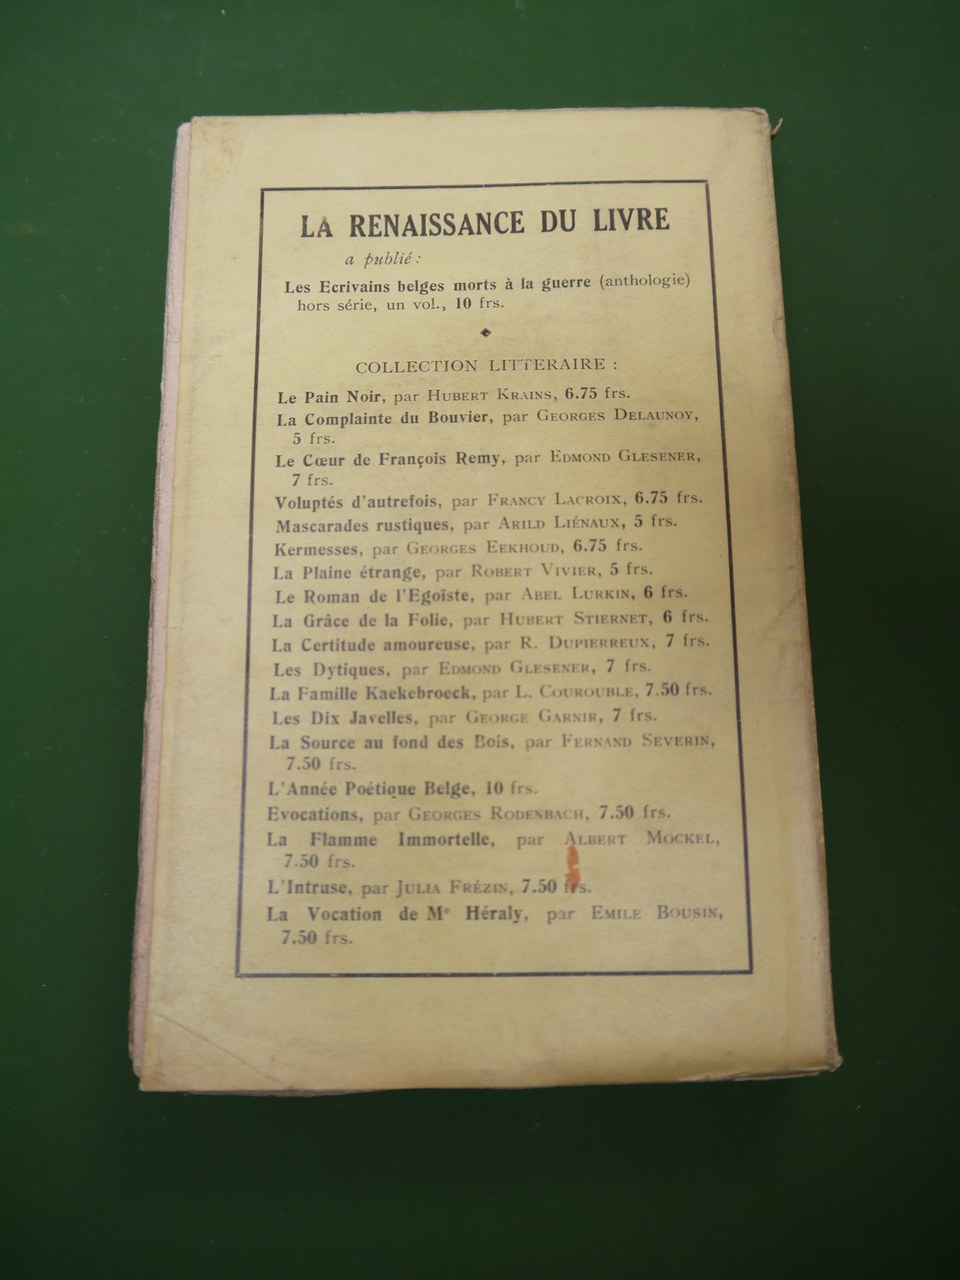 LA RENAISSANCE DU LIVRE
a publié :
Les Ecrivains belges morts à la guerre (anthologie)
hors série, un vol., 10 frs.
COLLECTION LITTERAIRE :
Le Pain Noir, par HUBERT KRAINS, 6.75 frs.
La Complainte du Bouvier, par GEORGES DELAUNOY,
5 frs.
Le Cœur de François Remy, par EDMOND GLESENER,
7 frs.
Voluptés d'autrefois, par FRANCY LACROIX, 6.75 frs.
Mascarades rustiques, par ARILD LIÉNAUX, 5 frs.
Kermesses, par GEORGES EEKHOUD, 6.75 frs.
La Plaine étrange, par ROBERT VIVIER, 5 frs.
Le Roman de l'Egoïste, par ABEL LURKIN, 6 frs.
La Grâce de la Folie, par HUBERT STIERNET, 6 frs.
La Certitude amoureuse, par R. DUPIERREUX, 7 frs.
Les Dytiques, par EDMOND GLESENER, 7 frs.
La Famille Kaekebroeck, par L. COUROUBLE, 7.50 frs.
Les Dix Javelles, par GEORGE GARNIR, 7 frs.
La Source au fond des Bois, par FERNAND SEVERIN,
7.50 frs.
L'Année Poétique Belge, 10 frs.
Evocations, par GEORGES RODENBACH, 7.50 frs.
La Flamme Immortelle, par ALBERT MOCKEL,
7.50 frs.
L'Intruse, par JULIA FRÉZIN, 7.50 frs.
La Vocation de Me Héraly, par EMILE BOUSIN,
7.50 frs.